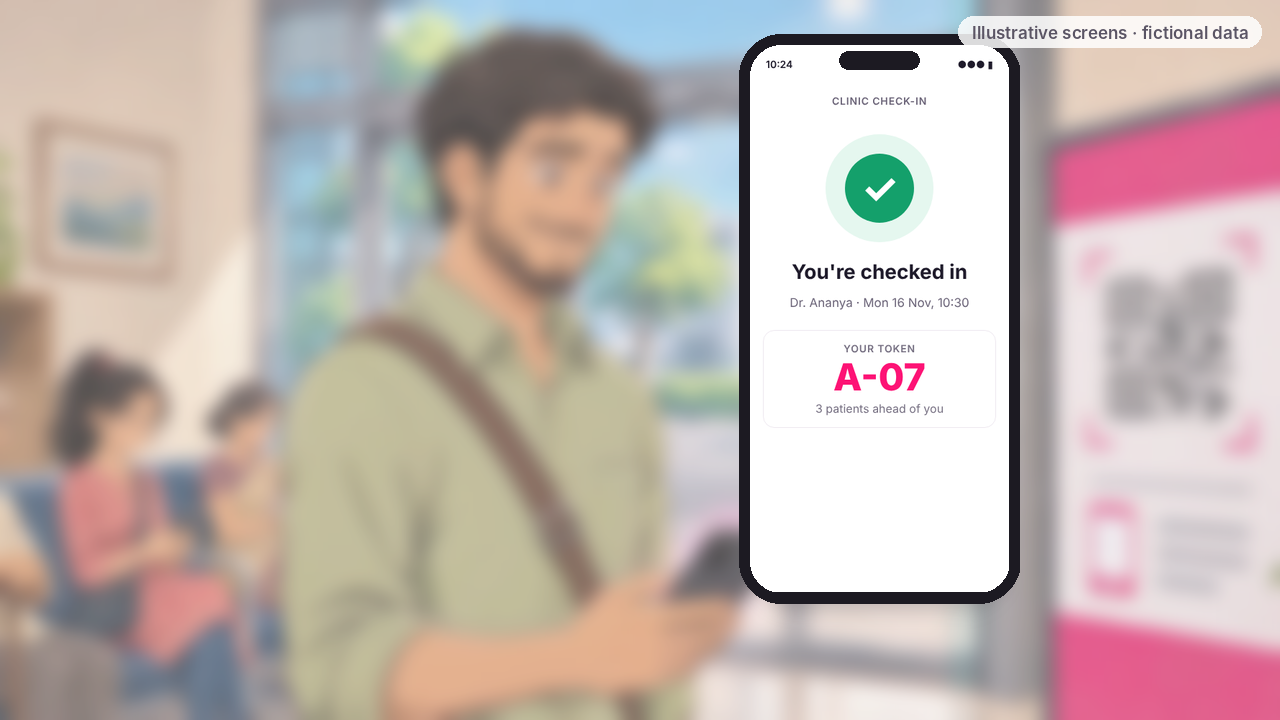 Illustrative screens · fictional data
10:24
CLINIC CHECK-IN
You're checked in
Dr. Ananya · Mon 16 Nov, 10:30
YOUR TOKEN
A-07
3 patients ahead of you